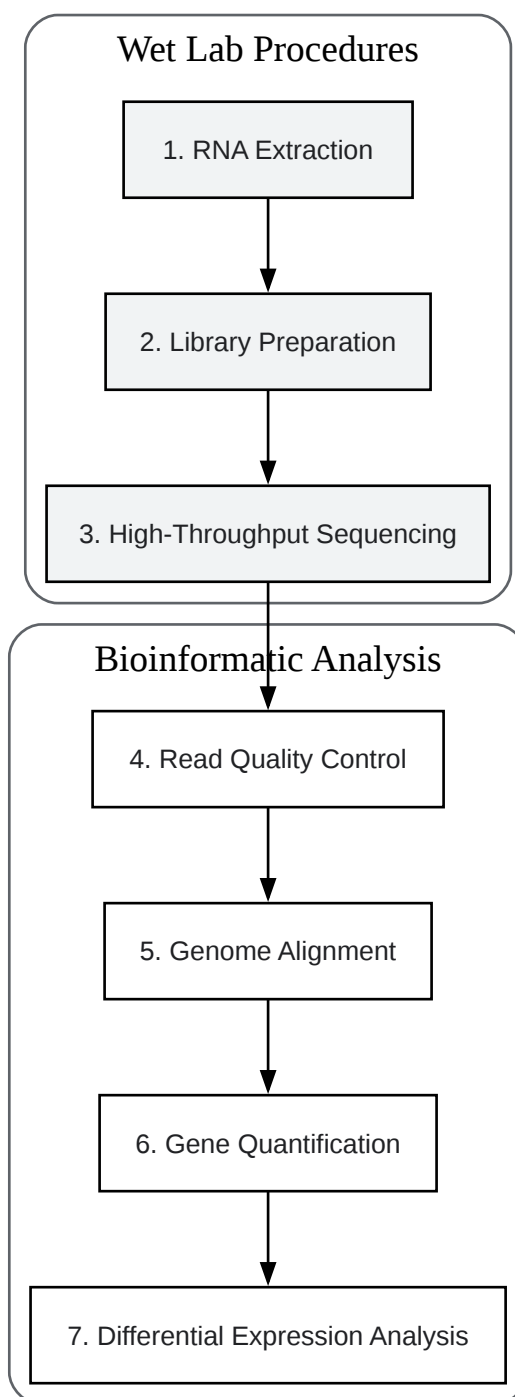 Wet Lab Procedures
1. RNA Extraction
2. Library Preparation
3. High-Throughput Sequencing
Bioinformatic Analysis
4. Read Quality Control
5. Genome Alignment
6. Gene Quantification
7. Differential Expression Analysis